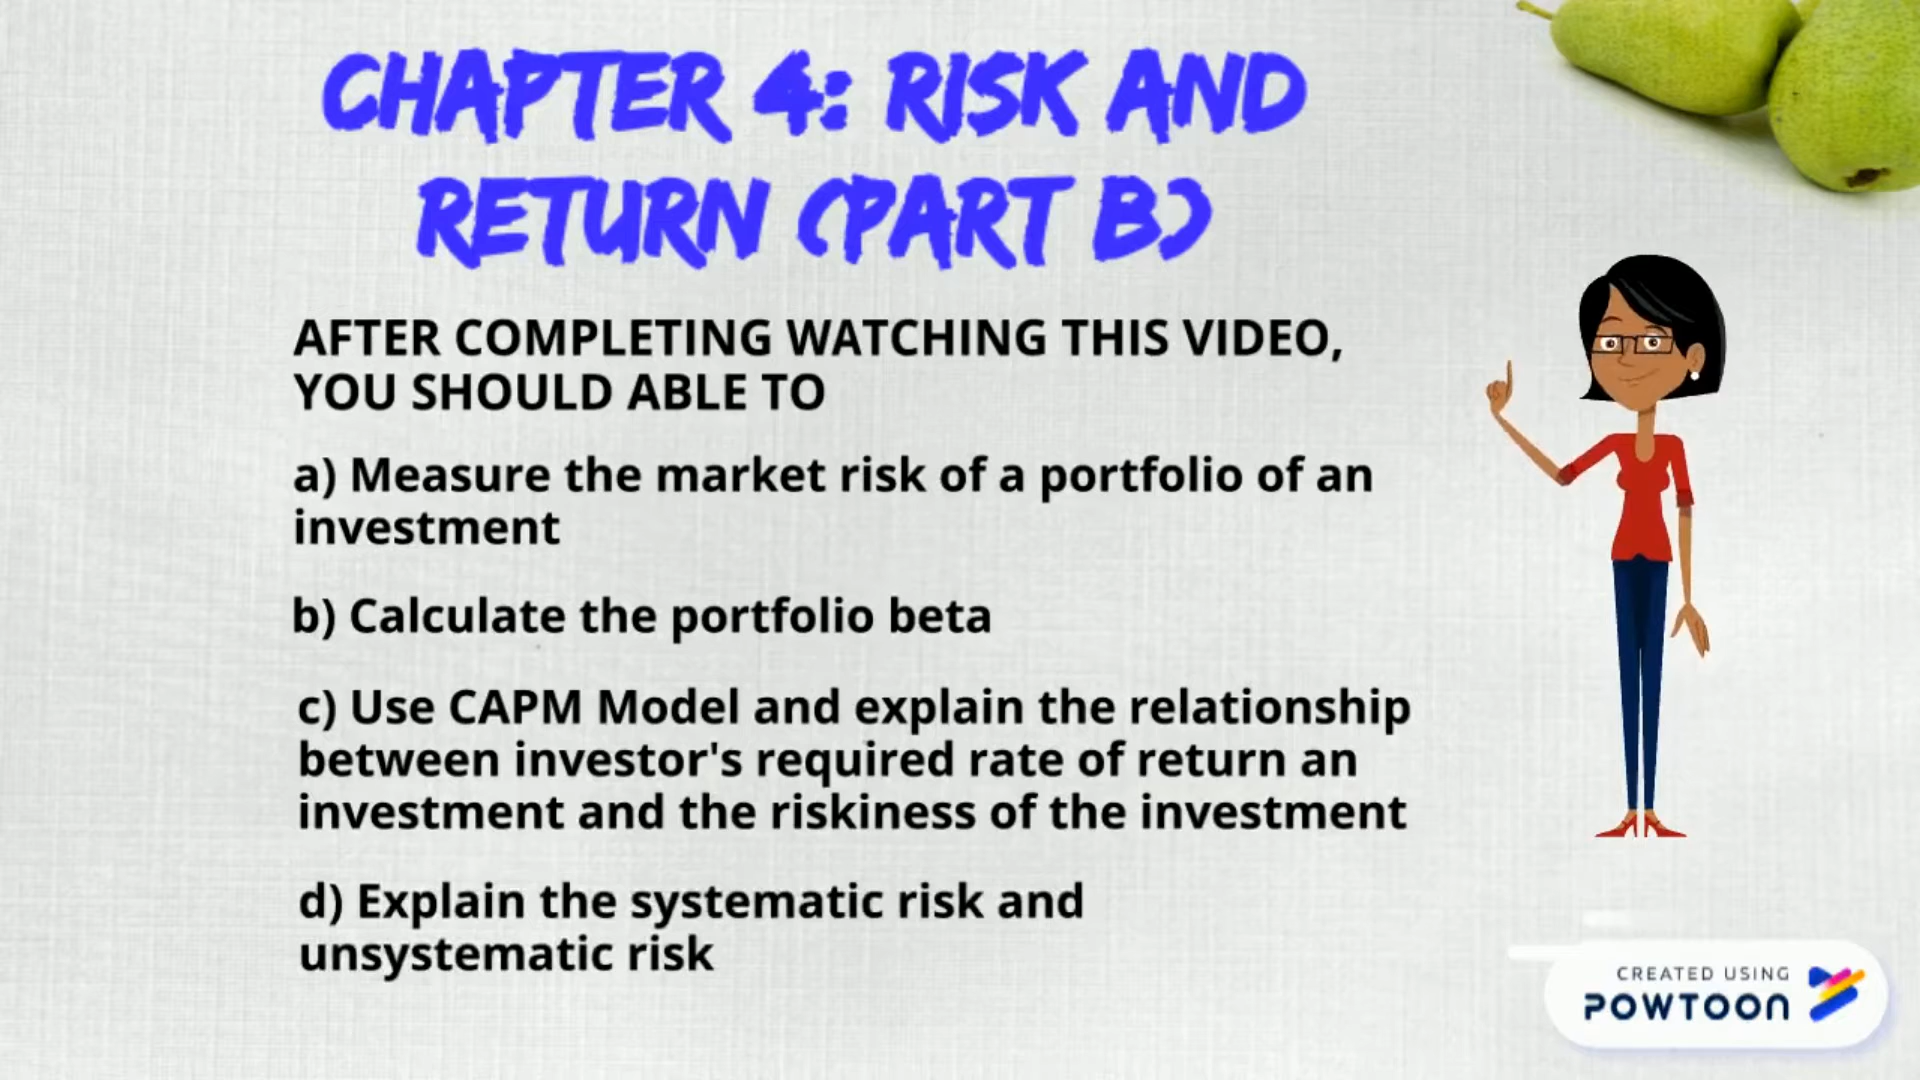 CHAPTER 4: RISK AND
RETURN (PART B)
AFTER COMPLETING WATCHING THIS VIDEO,
YOU SHOULD ABLE TO
a) Measure the market risk of a portfolio of an
investment
b) Calculate the portfolio beta
c) Use CAPM Model and explain the relationship
between investor's required rate of return an
investment and the riskiness of the investment
d) Explain the systematic risk and
unsystematic risk
CREATED USING
POWTOON